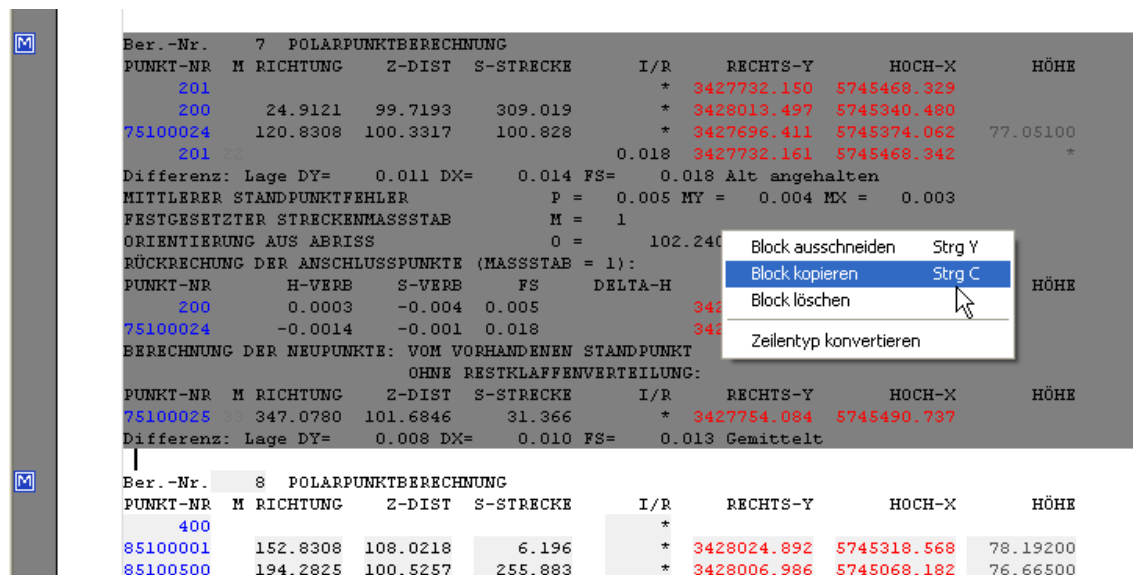 M
Ber.-Nr. 7 POLARPUNKTBERECHNUNG
PUNKT-NR M RICHTUNG Z-DIST S-STRECKE I/R RECHTS-Y HOCH-X HÖHE
201 * 3427732.150 5745468.329
200 24.9121 99.7193 309.019 * 3428013.497 5745340.480
75100024 120.8308 100.3317 100.828 * 3427696.411 5745374.062 77.05100
201 22 0.018 3427732.161 5745468.342 *
Differenz: Lage DY= 0.011 DX= 0.014 FS= 0.018 Alt angehalten
MITTLERER STANDPUNKTFEHLER P = 0.005 MY = 0.004 MX = 0.003
FESTGESETZTER STRECKENMASSSTAB M = 1
ORIENTIERUNG AUS ABRISS O = 102.240
RÜCKRECHUNG DER ANSCHLUSSPUNKTE (MASSSTAB = 1):
PUNKT-NR H-VERB S-VERB FS DELTA-H HÖHE
200 0.0003 -0.004 0.005 342
75100024 -0.0014 -0.001 0.018 342
BERECHNUNG DER NEUPUNKTE: VOM VORHANDENEN STANDPUNKT
OHNE RESTKLAFFENVERTEILUNG:
PUNKT-NR M RICHTUNG Z-DIST S-STRECKE I/R RECHTS-Y HOCH-X HÖHE
75100025 33 347.0780 101.6846 31.366 * 3427754.084 5745490.737
Differenz: Lage DY= 0.008 DX= 0.010 FS= 0.013 Gemittelt
Block ausschneiden Strg Y
Block kopieren Strg C
Block löschen
Zeilentyp konvertieren
M
Ber.-Nr. 8 POLARPUNKTBERECHNUNG
PUNKT-NR M RICHTUNG Z-DIST S-STRECKE I/R RECHTS-Y HOCH-X HÖHE
400 *
85100001 152.8308 108.0218 6.196 * 3428024.892 5745318.568 78.19200
85100500 194.2825 100.5257 255.883 * 3428006.986 5745068.182 76.66500